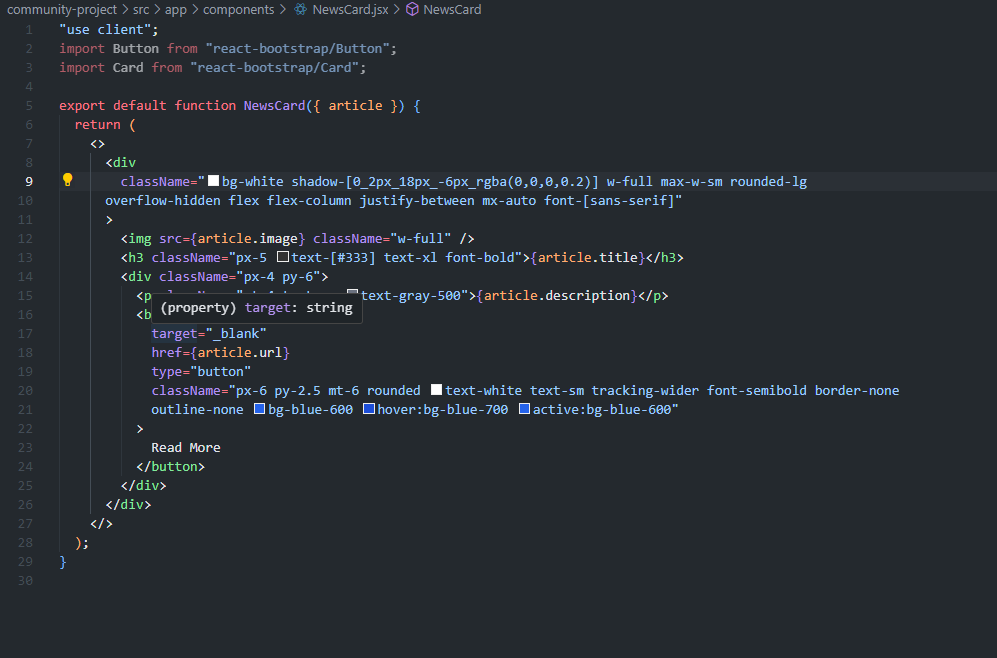 community-project > src > app > components > NewsCard.jsx > NewsCard
1 "use client";
2 import Button from "react-bootstrap/Button";
3 import Card from "react-bootstrap/Card";
4
5 export default function NewsCard({ article }) {
6 return (
7 <>
8 <div
9 className="bg-white shadow-[0_2px_18px_-6px_rgba(0,0,0,0.2)] w-full max-w-sm rounded-lg
10 overflow-hidden flex flex-column justify-between mx-auto font-[sans-serif]"
11 >
12 <img src={article.image} className="w-full" />
13 <h3 className="px-5 text-[#333] text-xl font-bold">{article.title}</h3>
14 <div className="px-4 py-6">
15 <p text-gray-500">{article.description}</p>
16 <b
(property) target: string
17 target="_blank"
18 href={article.url}
19 type="button"
20 className="px-6 py-2.5 mt-6 rounded text-white text-sm tracking-wider font-semibold border-none
21 outline-none bg-blue-600 hover:bg-blue-700 active:bg-blue-600"
22 >
23 Read More
24 </button>
25 </div>
26 </div>
27 </>
28 );
29 }
30